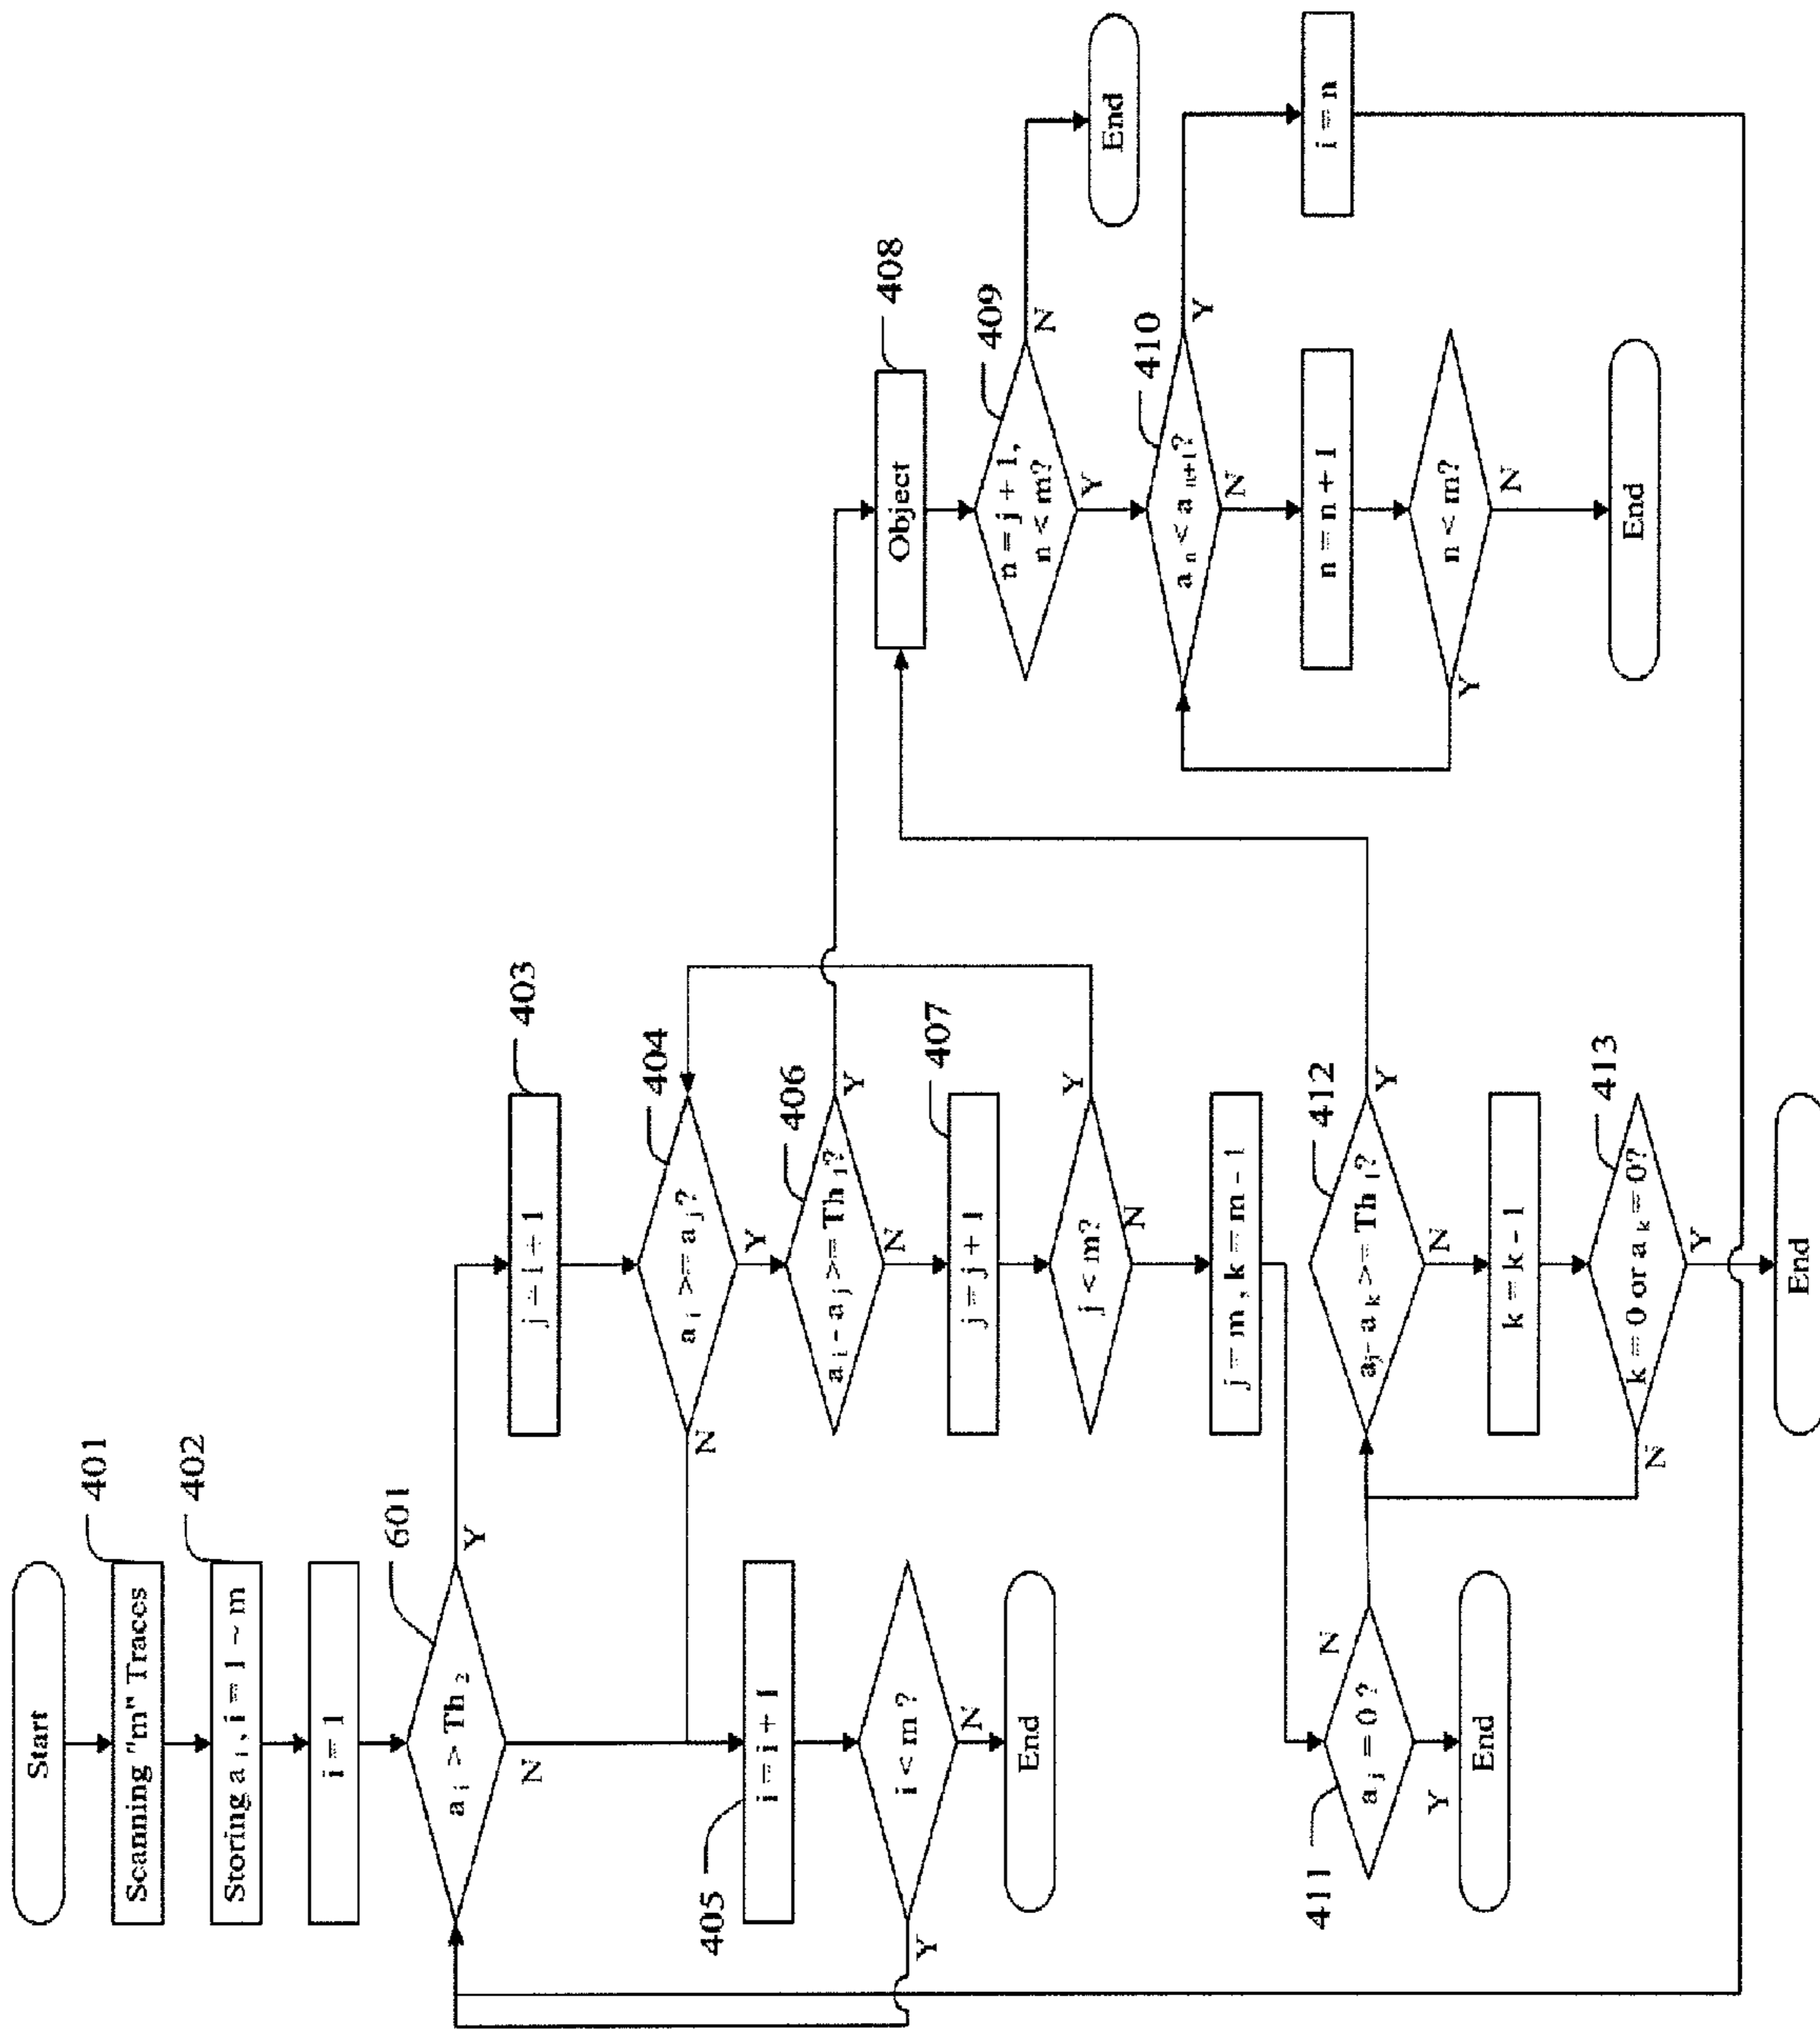 Start
401
Scanning "m" Traces
402
Storing a i , i = 1 ~ m
i = 1
601
a i > Th 2
Y
N
403
j = i + 1
404
a i >= a j ?
N
Y
405
i = i + 1
i < m ?
Y
N
End
406
a i - a j >= Th 1 ?
Y
N
407
j = j + 1
j < m?
Y
N
j = m , k = m - 1
411
a j = 0 ?
N
Y
End
412
a j - a k >= Th 1 ?
Y
N
k = k - 1
413
k = 0 or a k = 0?
N
Y
End
408
Object
409
n = j + 1,
n < m?
N
Y
End
410
a n < a n+1 ?
Y
N
i = n
n = n + 1
n < m?
Y
N
End